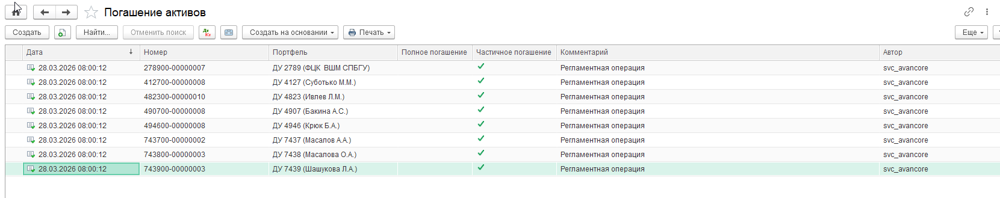 Погашение активов
Создать Найти... Отменить поиск Дт Кт Создать на основании Печать Еще
Дата ↓ Номер Портфель Полное погашение Частичное погашение Комментарий Автор
28.03.2026 08:00:12 278900-00000007 ДУ 2789 (ФЦК ВШМ СПБГУ) Регламентная операция svc_avancore
28.03.2026 08:00:12 412700-00000008 ДУ 4127 (Суботько М.М.) Регламентная операция svc_avancore
28.03.2026 08:00:12 482300-00000010 ДУ 4823 (Ивлев Л.М.) Регламентная операция svc_avancore
28.03.2026 08:00:12 490700-00000008 ДУ 4907 (Бакина А.С.) Регламентная операция svc_avancore
28.03.2026 08:00:12 494600-00000008 ДУ 4946 (Крюк Б.А.) Регламентная операция svc_avancore
28.03.2026 08:00:12 743700-00000002 ДУ 7437 (Масалов А.А.) Регламентная операция svc_avancore
28.03.2026 08:00:12 743800-00000003 ДУ 7438 (Масалова О.А.) Регламентная операция svc_avancore
28.03.2026 08:00:12 743900-00000003 ДУ 7439 (Шашукова Л.А.) Регламентная операция svc_avancore